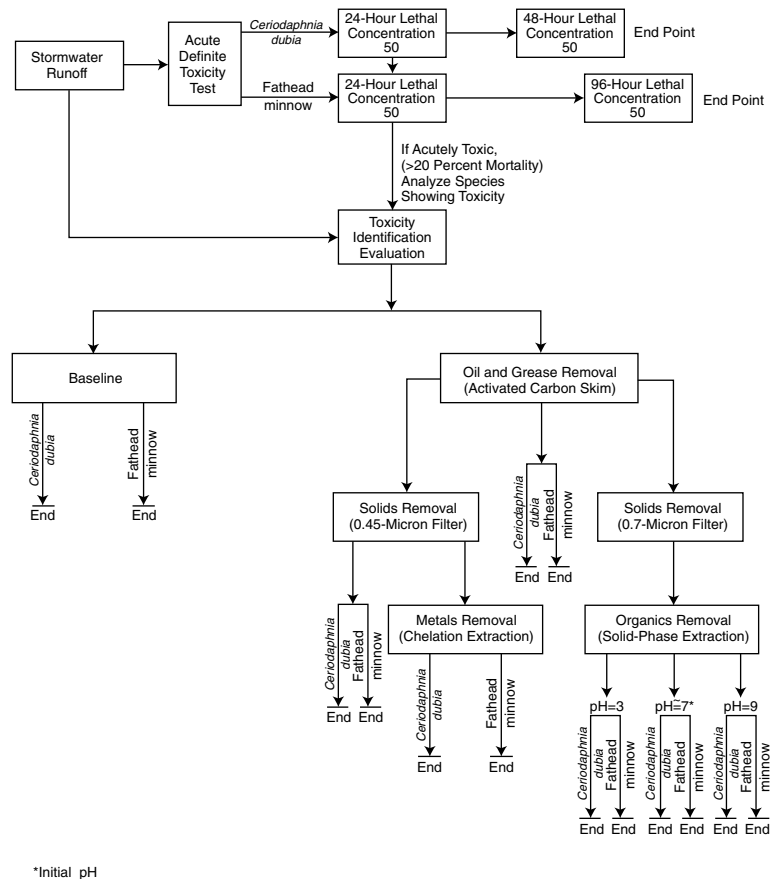 Stormwater
Runoff
Acute
Definite
Toxicity
Test
Ceriodaphnia
dubia
Fathead
minnow
24-Hour Lethal
Concentration
50
48-Hour Lethal
Concentration
50
End Point
24-Hour Lethal
Concentration
50
96-Hour Lethal
Concentration
50
End Point
If Acutely Toxic,
(>20 Percent Mortality)
Analyze Species
Showing Toxicity
Toxicity
Identification
Evaluation
Baseline
Ceriodaphnia
dubia
End
Fathead
minnow
End
Oil and Grease Removal
(Activated Carbon Skim)
Ceriodaphnia
dubia
Fathead
minnow
End
End
Solids Removal
(0.45-Micron Filter)
Ceriodaphnia
dubia
Fathead
minnow
End
End
Metals Removal
(Chelation Extraction)
Ceriodaphnia
dubia
End
Fathead
minnow
End
Solids Removal
(0.7-Micron Filter)
Organics Removal
(Solid-Phase Extraction)
pH=3
Ceriodaphnia
dubia
Fathead
minnow
End
End
pH≅7*
Ceriodaphnia
dubia
Fathead
minnow
End
End
pH=9
Ceriodaphnia
dubia
Fathead
minnow
End
End
*Initial pH